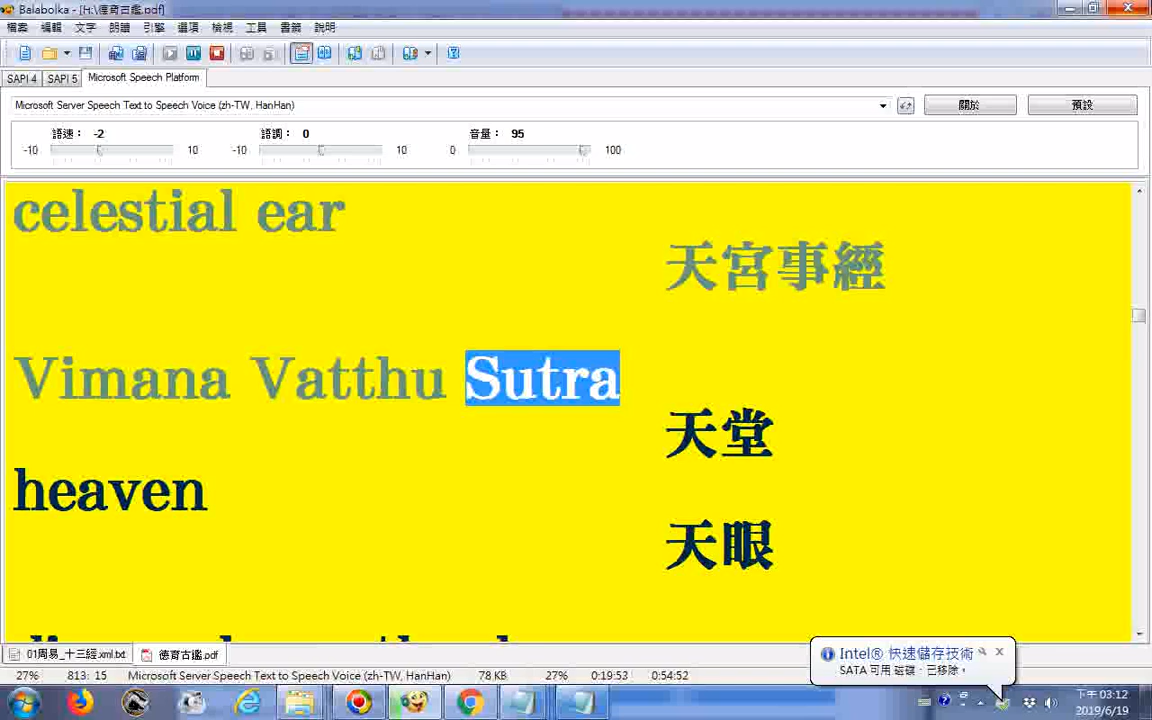 Balabolka - [H:\德育古鑑.pdf]
檔案 編輯 文字 朗讀 引擎 選項 檢視 工具 書籤 說明
SAPI 4 SAPI 5 Microsoft Speech Platform
Microsoft Server Speech Text to Speech Voice (zh-TW, HanHan) 關於 預設
語速: -2 語調: 0 音量: 95
-10 10 -10 10 0 100
celestial ear
天宮事經
Vimana Vatthu Sutra
天堂
heaven
天眼
01周易_十三經.xml.txt 德育古鑑.pdf
Intel® 快速儲存技術
SATA 可用 磁碟: 已移除。
27% 813: 15 Microsoft Server Speech Text to Speech Voice (zh-TW, HanHan) 78 KB 27% 0:19:53 0:54:52
下午 03:12
2019/6/19